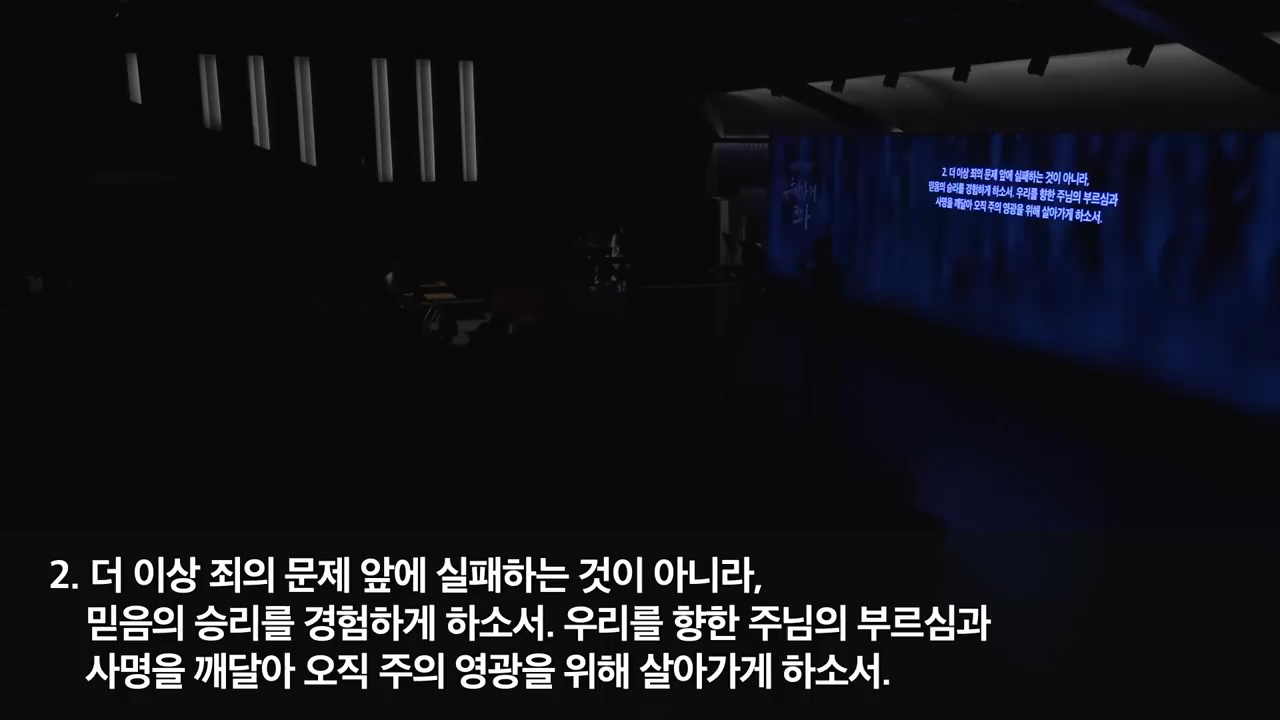 2. 더 이상 죄의 문제 앞에 실패하는 것이 아니라,
믿음의 승리를 경험하게 하소서. 우리를 향한 주님의 부르심과
사명을 깨달아 오직 주의 영광을 위해 살아가게 하소서.
2. 더 이상 죄의 문제 앞에 실패하는 것이 아니라,
믿음의 승리를 경험하게 하소서. 우리를 향한 주님의 부르심과
사명을 깨달아 오직 주의 영광을 위해 살아가게 하소서.